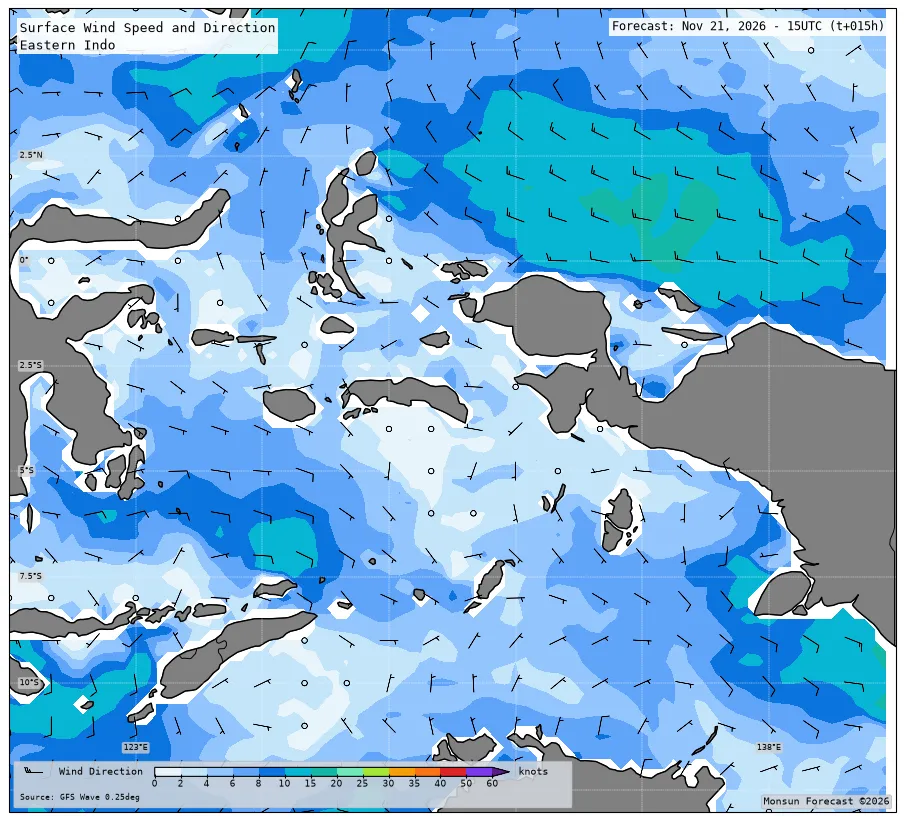 Surface Wind Speed and Direction
Eastern Indo
Forecast: Nov 21, 2026 - 15UTC (t+015h)
2.5°N
0°
2.5°S
5°S
7.5°S
10°S
123°E
138°E
Wind Direction
0 2 4 6 8 10 15 20 25 30 35 40 50 60
knots
Source: GFS Wave 0.25deg
Monsun Forecast ©2026